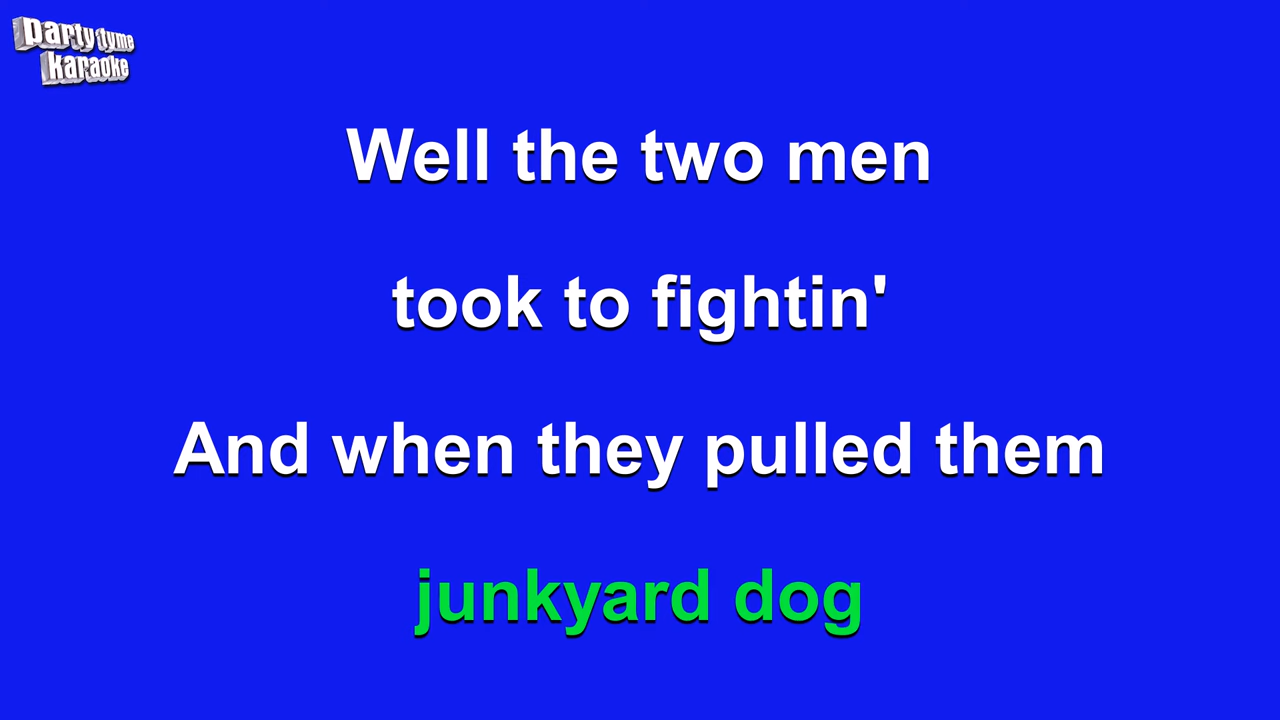 party tyme
karaoke
Well the two men
took to fightin'
And when they pulled them
junkyard dog